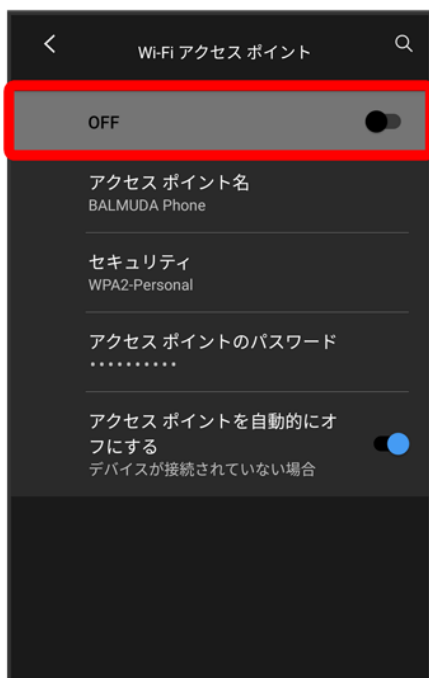 Wi-Fi アクセス ポイント
OFF
アクセス ポイント名
BALMUDA Phone
セキュリティ
WPA2-Personal
アクセス ポイントのパスワード
••••••••••
アクセス ポイントを自動的にオ
フにする
デバイスが接続されていない場合